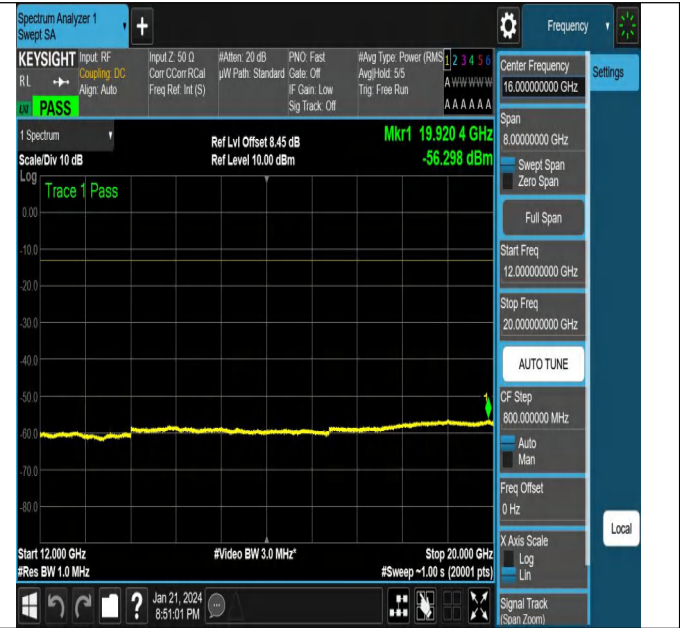 Spectrum Analyzer 1
Swept SA
+
Frequency
KEYSIGHT
RL
LXI PASS
Input: RF
Coupling: DC
Align: Auto
Input Z: 50 Ω
Corr CCorr RCal
Freq Ref: Int (S)
#Atten: 20 dB
µW Path: Standard
PNO: Fast
Gate: Off
IF Gain: Low
Sig Track: Off
#Avg Type: Power (RMS
Avg|Hold: 5/5
Trig: Free Run
1 2 3 4 5 6
A W W W W W
A A A A A A
1 Spectrum
Scale/Div 10 dB
Ref Lvl Offset 8.45 dB
Ref Level 10.00 dBm
Mkr1 19.920 4 GHz
-56.298 dBm
Log
Trace 1 Pass
0.00
-10.0
-20.0
-30.0
-40.0
-50.0
-60.0
-70.0
-80.0
1
Start 12.000 GHz
#Res BW 1.0 MHz
#Video BW 3.0 MHz*
Stop 20.000 GHz
#Sweep ~1.00 s (20001 pts)
Center Frequency
16.000000000 GHz
Settings
Span
8.00000000 GHz
Swept Span
Zero Span
Full Span
Start Freq
12.000000000 GHz
Stop Freq
20.000000000 GHz
AUTO TUNE
CF Step
800.000000 MHz
Auto
Man
Freq Offset
0 Hz
X Axis Scale
Log
Lin
Local
Signal Track
(Span Zoom)
?
Jan 21, 2024
8:51:01 PM